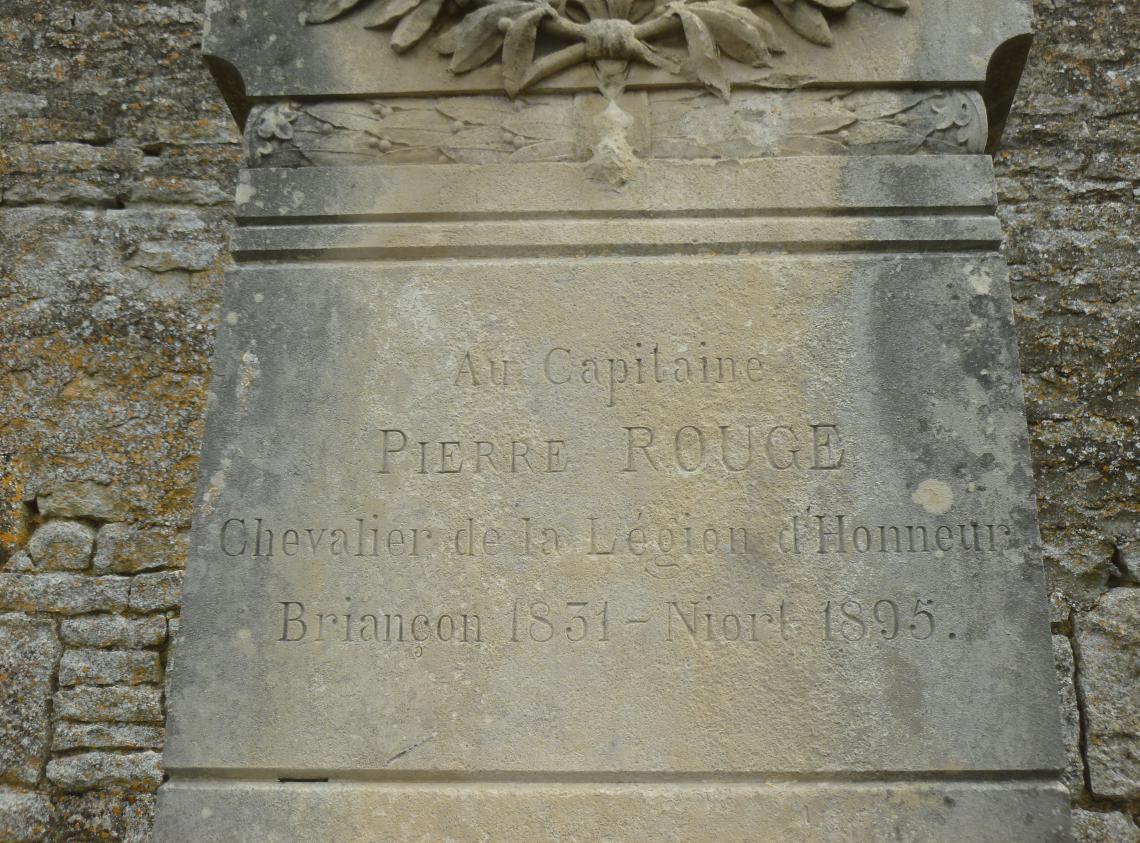 Au Capitaine
PIERRE ROUGE
Chevalier de la Légion d'Honneur
Briançon 1831 - Niort 1895.